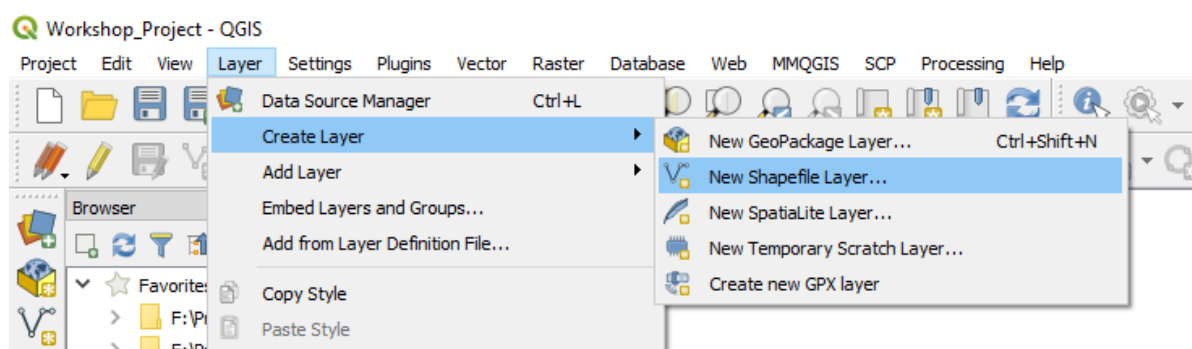 Workshop_Project - QGIS
Project Edit View Layer Settings Plugins Vector Raster Database Web MMQGIS SCP Processing Help
Data Source Manager Ctrl+L
Create Layer
New GeoPackage Layer... Ctrl+Shift+N
Add Layer
New Shapefile Layer...
Browser
Embed Layers and Groups...
New SpatiaLite Layer...
Add from Layer Definition File...
New Temporary Scratch Layer...
Favorites
Copy Style
Create new GPX layer
F:\Pr
Paste Style